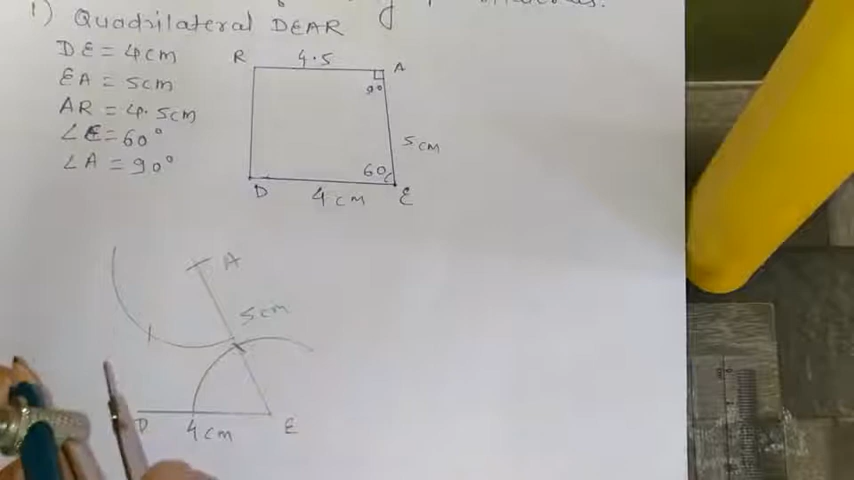 1) Quadrilateral DEAR
DE = 4cm
EA = 5cm
AR = 4.5cm
∠E = 60°
∠A = 90°
R 4.5 A
90
5cm
60
D 4cm E
A
5cm
D 4cm E